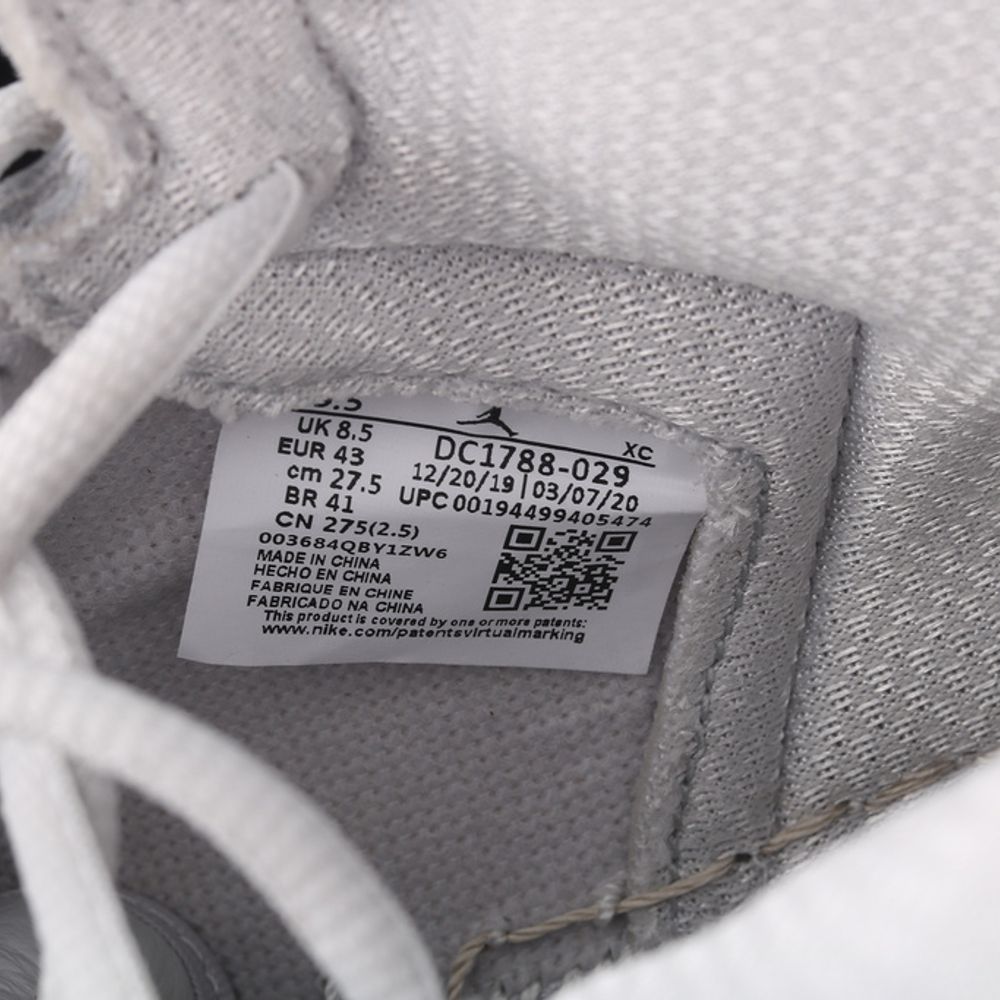 UK 8.5
EUR 43
cm 27.5
BR 41
CN 275(2.5)
003684QBY1ZW6
MADE IN CHINA
HECHO EN CHINA
FABRIQUE EN CHINE
FABRICADO NA CHINA
XC
DC1788-029
12/20/19 | 03/07/20
UPC 00194499405474
This product is covered by one or more patents:
www.nike.com/patentsvirtualmarking